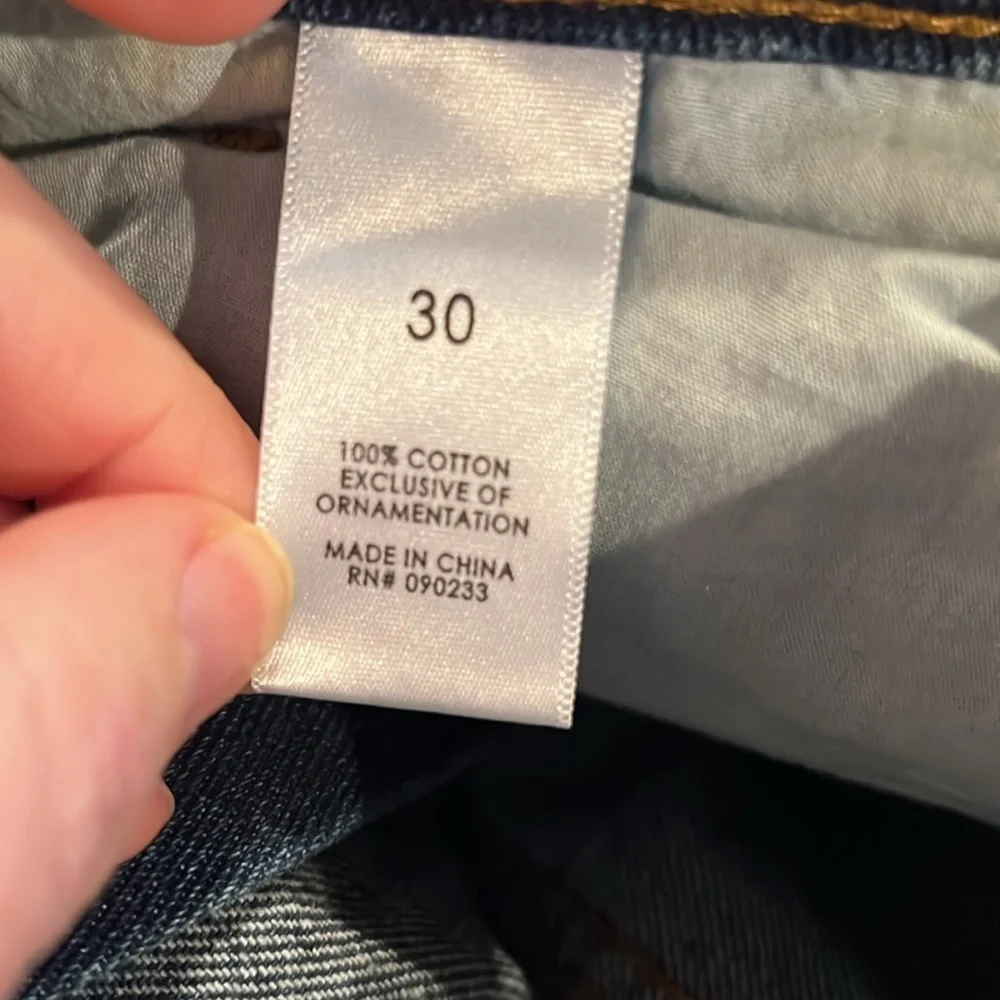 30
100% COTTON
EXCLUSIVE OF
ORNAMENTATION
MADE IN CHINA
RN# 090233